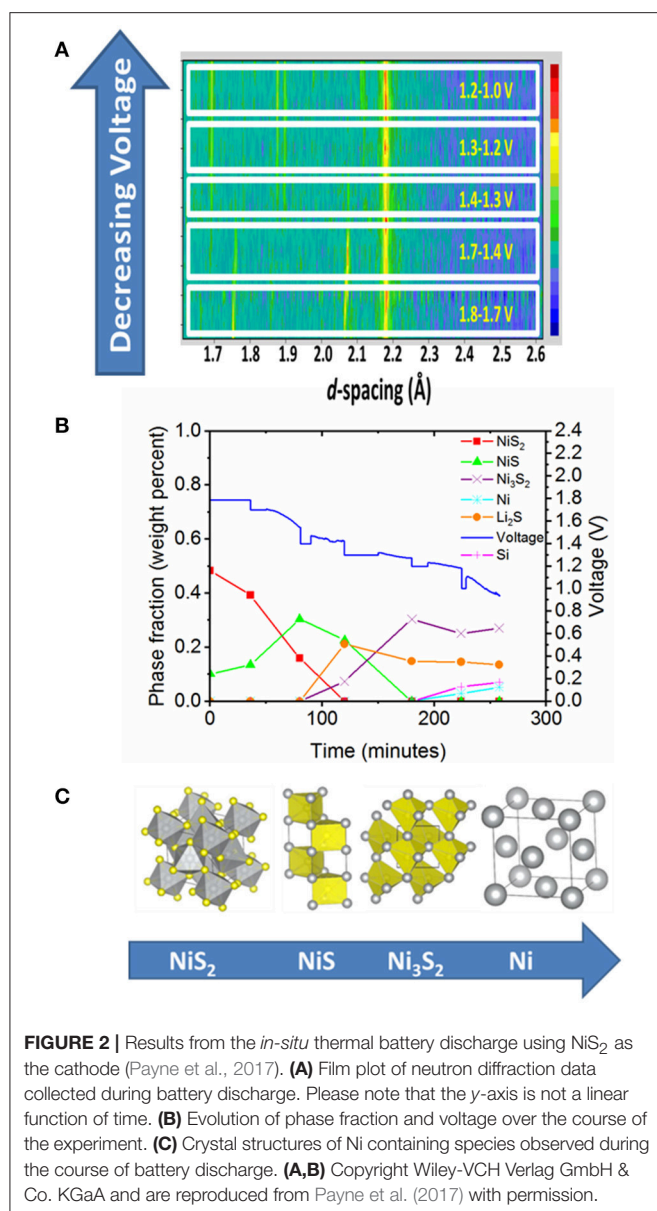 A
Decreasing Voltage
1.2-1.0 V
1.3-1.2 V
1.4-1.3 V
1.7-1.4 V
1.8-1.7 V
1.7 1.8 1.9 2.0 2.1 2.2 2.3 2.4 2.5 2.6
d-spacing (Å)
B
Phase fraction (weight percent)
1.0
0.8
0.6
0.4
0.2
0.0
NiS₂
NiS
Ni₃S₂
Ni
Li₂S
Voltage
Si
2.4
2.2
2.0
1.8
1.6
1.4
1.2
1.0
0.8
0.6
0.4
0.2
0.0
Voltage (V)
0 100 200 300
Time (minutes)
C
NiS₂ NiS Ni₃S₂ Ni
FIGURE 2 | Results from the in-situ thermal battery discharge using NiS₂ as
the cathode (Payne et al., 2017). (A) Film plot of neutron diffraction data
collected during battery discharge. Please note that the y-axis is not a linear
function of time. (B) Evolution of phase fraction and voltage over the course of
the experiment. (C) Crystal structures of Ni containing species observed during
the course of battery discharge. (A,B) Copyright Wiley-VCH Verlag GmbH &
Co. KGaA and are reproduced from Payne et al. (2017) with permission.